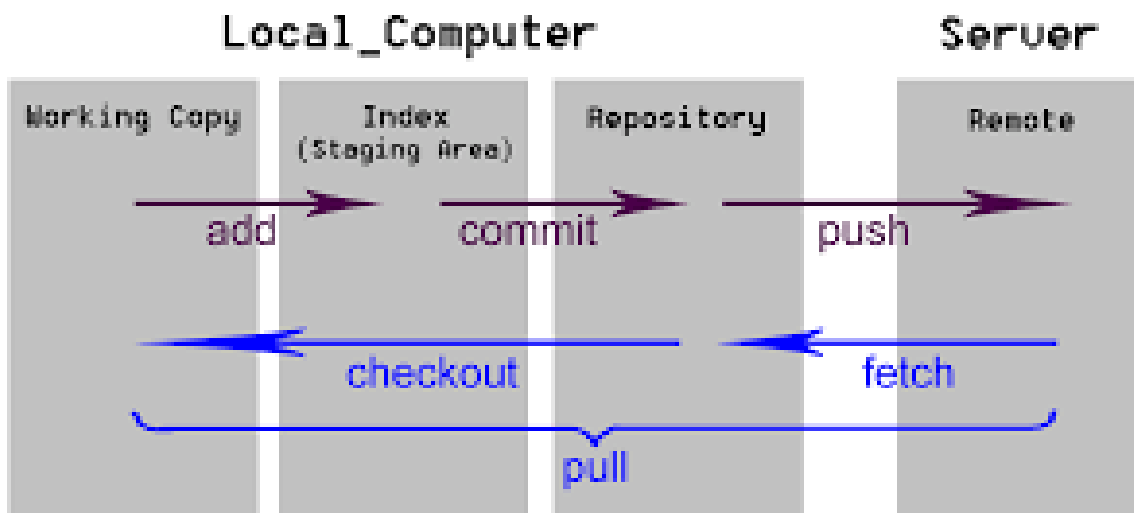 Local_Computer
Server
Working Copy
Index
(Staging Area)
Repository
Remote
add
commit
push
checkout
fetch
pull